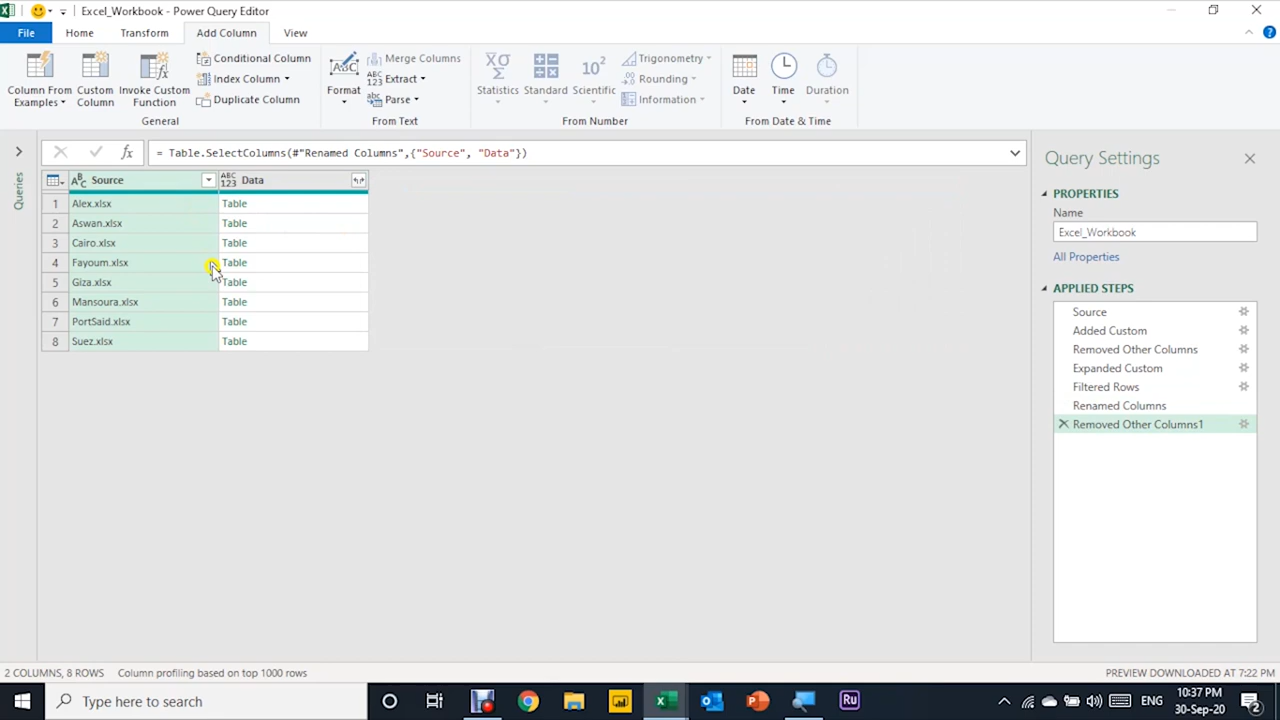 Excel_Workbook - Power Query Editor
File Home Transform Add Column View
Column From Examples
Custom Column
Invoke Custom Function
Conditional Column
Index Column
Duplicate Column
General
Format
Merge Columns
Extract
Parse
From Text
Statistics
Standard
Scientific
Trigonometry
Rounding
Information
From Number
Date
Time
Duration
From Date & Time
Queries
fx = Table.SelectColumns(#"Renamed Columns",{"Source", "Data"})
ABC Source ABC 123 Data
1 Alex.xlsx Table
2 Aswan.xlsx Table
3 Cairo.xlsx Table
4 Fayoum.xlsx Table
5 Giza.xlsx Table
6 Mansoura.xlsx Table
7 PortSaid.xlsx Table
8 Suez.xlsx Table
Query Settings
PROPERTIES
Name
Excel_Workbook
All Properties
APPLIED STEPS
Source
Added Custom
Removed Other Columns
Expanded Custom
Filtered Rows
Renamed Columns
Removed Other Columns1
2 COLUMNS, 8 ROWS Column profiling based on top 1000 rows
PREVIEW DOWNLOADED AT 7:22 PM
Type here to search
Ru
ENG
10:37 PM
30-Sep-20
2